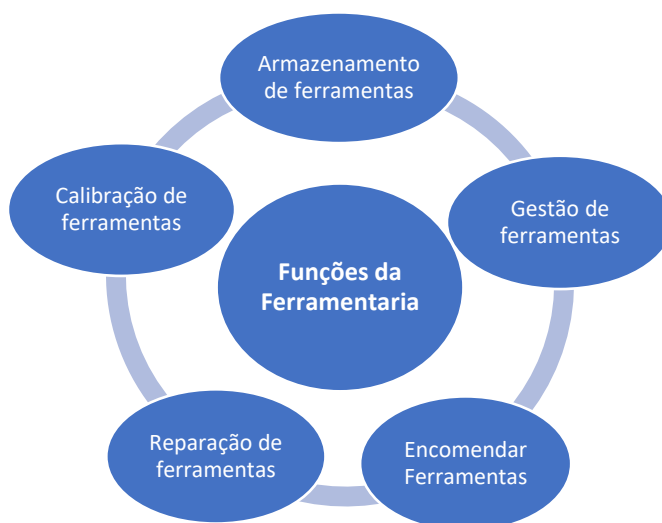 Armazenamento
de ferramentas
Calibração de
ferramentas
Gestão de
ferramentas
Funções da
Ferramentaria
Reparação de
ferramentas
Encomendar
Ferramentas